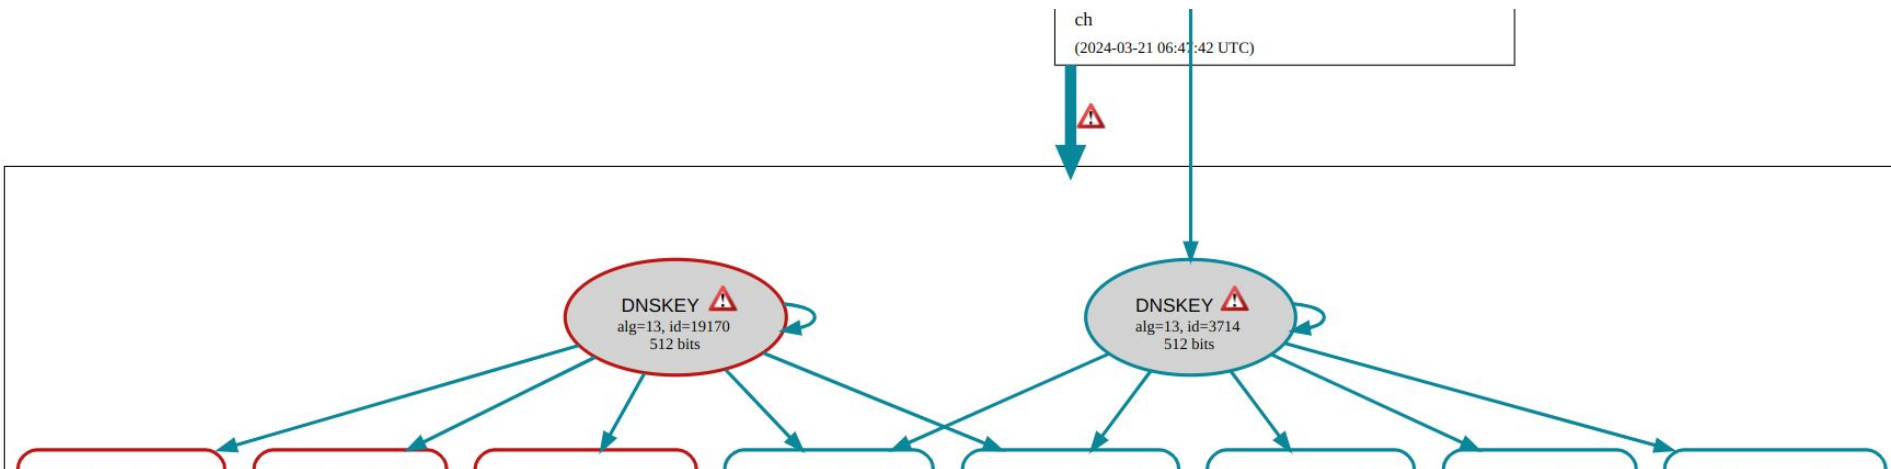 ch
(2024-03-21 06:47:42 UTC)
DNSKEY
alg=13, id=19170
512 bits
DNSKEY
alg=13, id=3714
512 bits